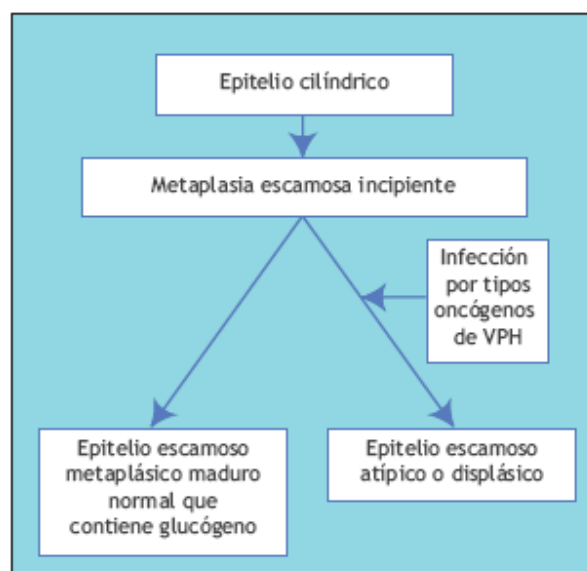 Epitelio cilíndrico
Metaplasia escamosa incipiente
Infección
por tipos
oncógenos
de VPH
Epitelio escamoso
metaplásico maduro
normal que
contiene glucógeno
Epitelio escamoso
atípico o displásico